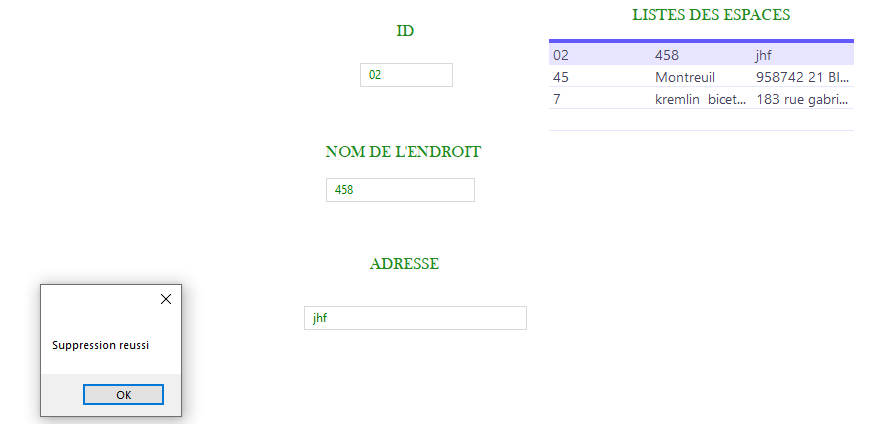 ID
02
NOM DE L'ENDROIT
458
ADRESSE
jhf
LISTES DES ESPACES
02 458 jhf
45 Montreuil 958742 21 Bl...
7 kremlin bicet... 183 rue gabri...
Suppression reussi
OK